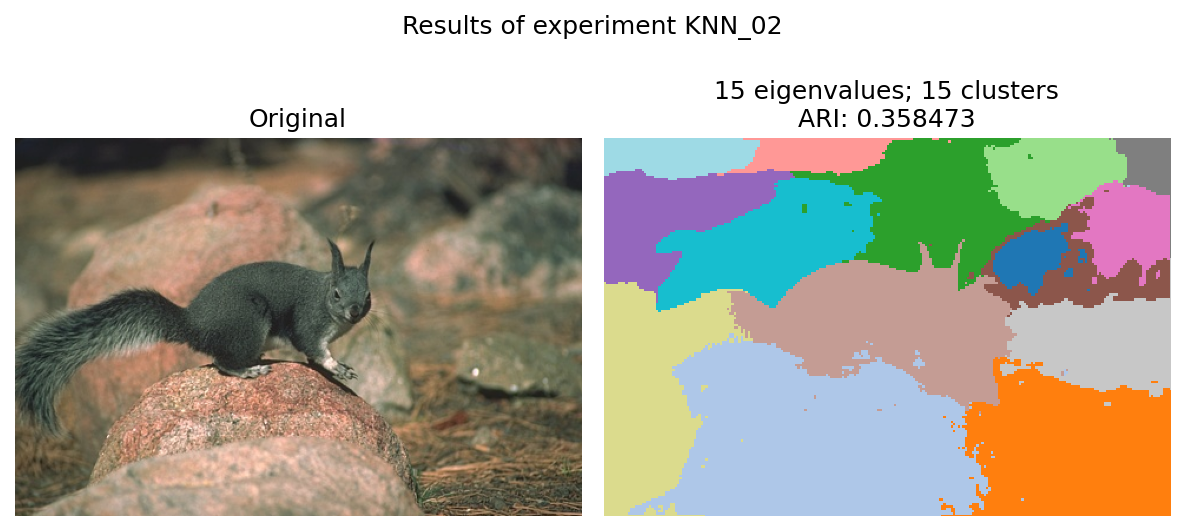 Results of experiment KNN_02
Original
15 eigenvalues; 15 clusters
ARI: 0.358473